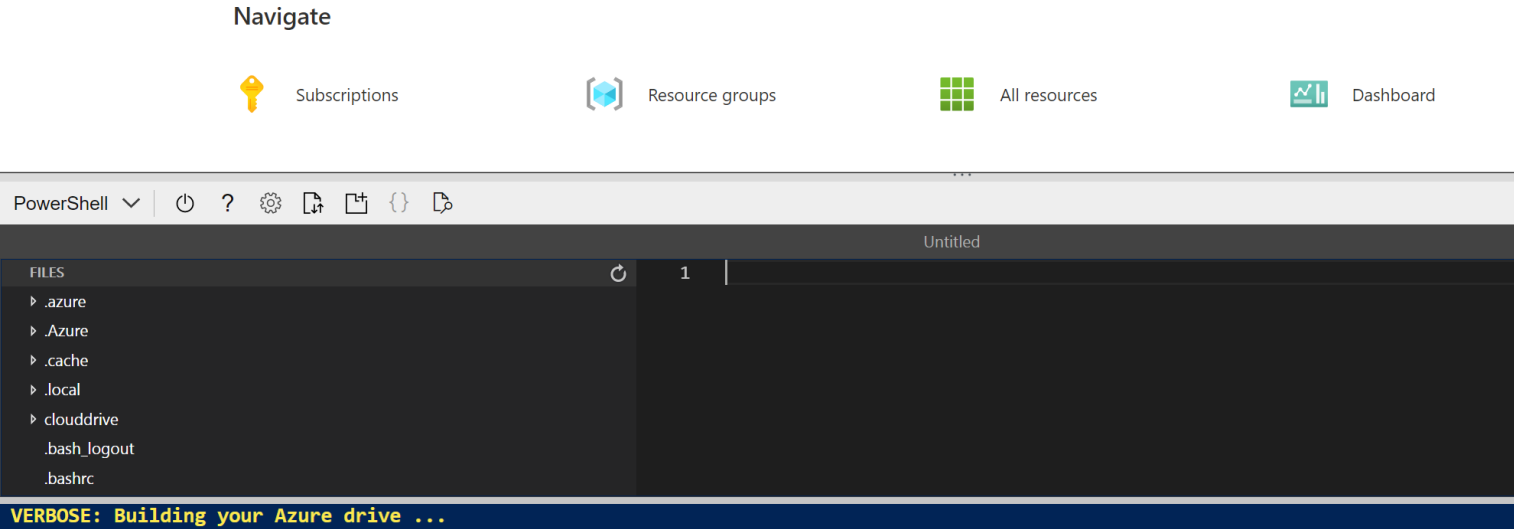 Navigate
Subscriptions Resource groups All resources Dashboard
PowerShell ?  {}
Untitled
FILES 1
.azure
.Azure
.cache
.local
clouddrive
.bash_logout
.bashrc
VERBOSE: Building your Azure drive ...